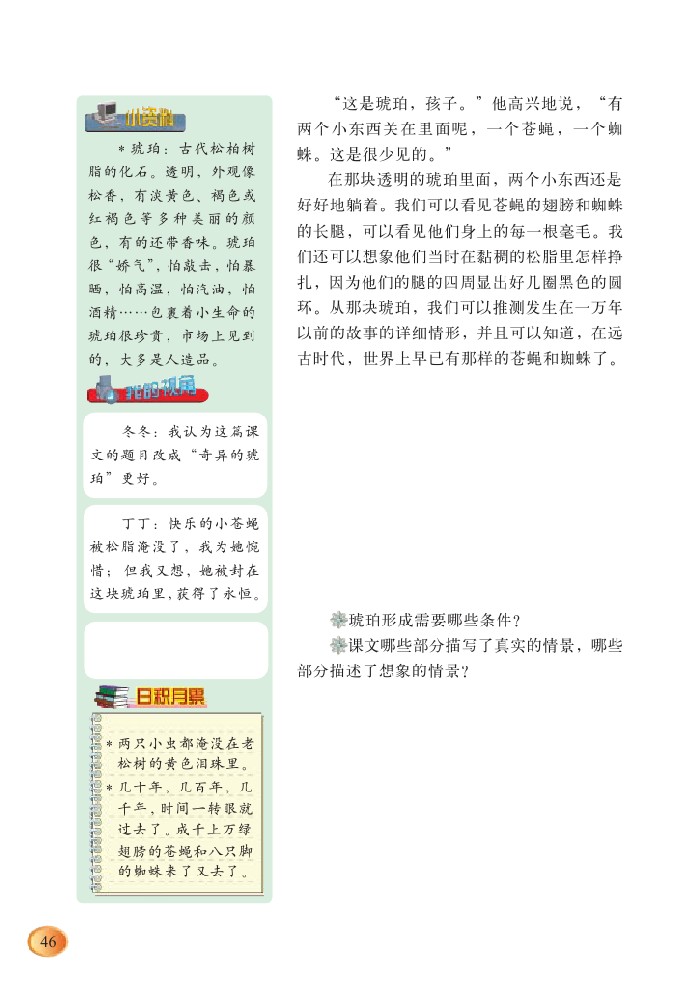 小资料
* 琥珀：古代松柏树
脂的化石。透明，外观像
松香，有淡黄色、褐色或
红褐色等多种美丽的颜
色，有的还带香味。琥珀
很“娇气”，怕敲击，怕暴
晒，怕高温，怕汽油，怕
酒精……包裹着小生命的
琥珀很珍贵，市场上见到
的，大多是人造品。
我的视角
冬冬：我认为这篇课
文的题目改成“奇异的琥
珀”更好。
丁丁：快乐的小苍蝇
被松脂淹没了，我为她惋
惜；但我又想，她被封在
这块琥珀里，获得了永恒。
日积月累
* 两只小虫都淹没在老
松树的黄色泪珠里。
* 几十年、几百年、几
千年，时间一转眼就
过去了。成千上万绿
翅膀的苍蝇和八只脚
的蜘蛛来了又去了。
“这是琥珀，孩子。”他高兴地说，“有
两个小东西关在里面呢，一个苍蝇，一个蜘
蛛。这是很少见的。”
在那块透明的琥珀里面，两个小东西还是
好好地躺着。我们可以看见苍蝇的翅膀和蜘蛛
的长腿，可以看见他们身上的每一根毫毛。我
们还可以想象他们当时在黏稠的松脂里怎样挣
扎，因为他们的腿的四周显出好几圈黑色的圆
环。从那块琥珀，我们可以推测发生在一万年
以前的故事的详细情形，并且可以知道，在远
古时代，世界上早已有那样的苍蝇和蜘蛛了。
琥珀形成需要哪些条件？
课文哪些部分描写了真实的情景，哪些
部分描述了想象的情景？
46